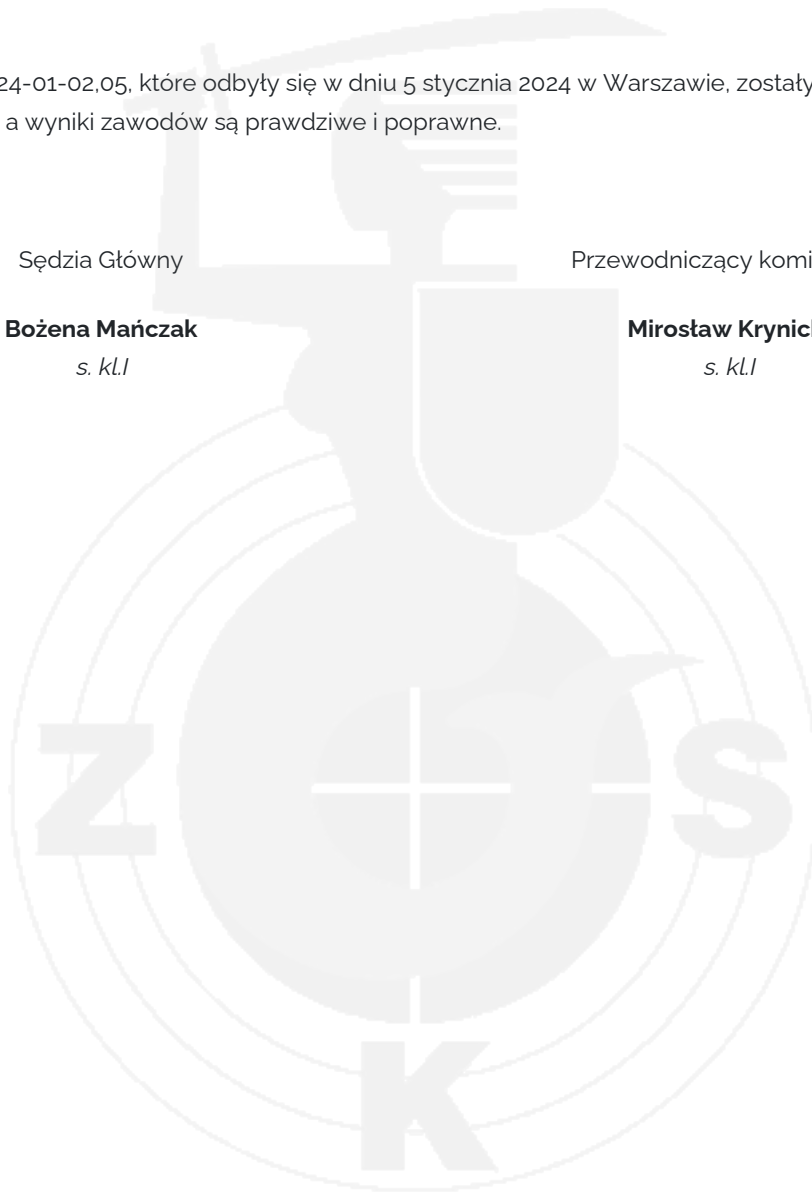 24-01-02,05, które odbyły się w dniu 5 stycznia 2024 w Warszawie, zostały
a wyniki zawodów są prawdziwe i poprawne.
Sędzia Główny
Przewodniczący komi
Bożena Mańczak
Mirosław Krynic
s. kl.I
s. kl.I
Z
S
K